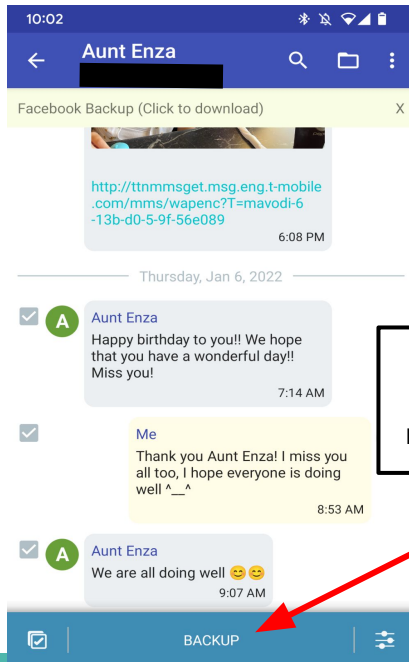 10:02
Aunt Enza
Facebook Backup (Click to download) X
http://ttnmmsget.msg.eng.t-mobile
.com/mms/wapenc?T=mavodi-6
-13b-d0-5-9f-56e089
6:08 PM
Thursday, Jan 6, 2022
A Aunt Enza
Happy birthday to you!! We hope
that you have a wonderful day!!
Miss you!
7:14 AM
Me
Thank you Aunt Enza! I miss you
all too, I hope everyone is doing
well ^__^
8:53 AM
A Aunt Enza
We are all doing well 😊😊
9:07 AM
BACKUP